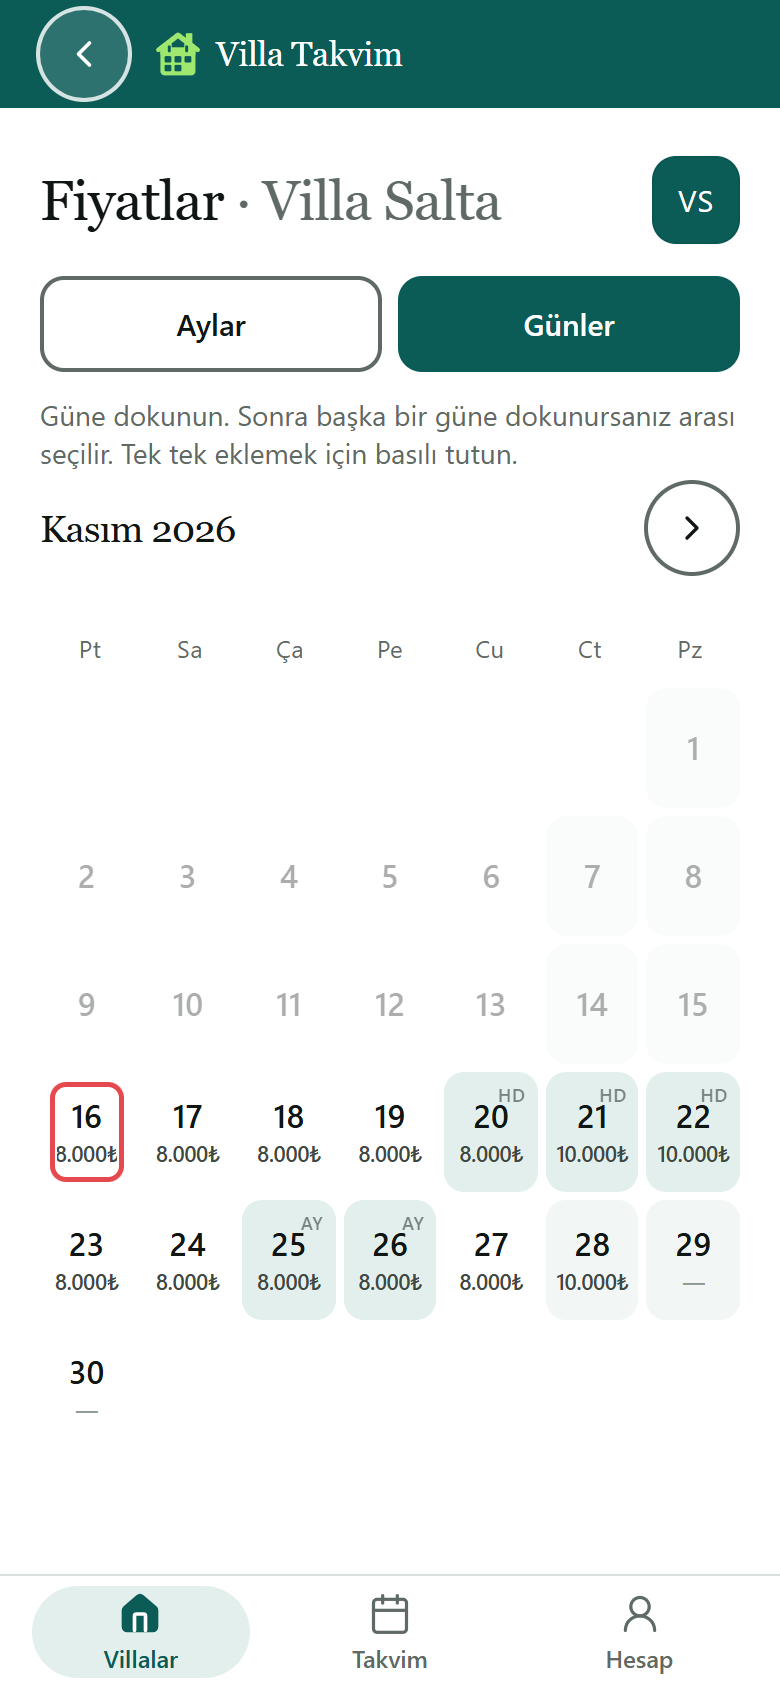 Villa Takvim
Fiyatlar · Villa Salta
VS
Aylar
Günler
Güne dokunun. Sonra başka bir güne dokunursanız arası
seçilir. Tek tek eklemek için basılı tutun.
Kasım 2026
Pt Sa Ça Pe Cu Ct Pz
1
2 3 4 5 6 7 8
9 10 11 12 13 14 15
HD HD HD
16 17 18 19 20 21 22
8.000₺ 8.000₺ 8.000₺ 8.000₺ 8.000₺ 10.000₺ 10.000₺
AY AY
23 24 25 26 27 28 29
8.000₺ 8.000₺ 8.000₺ 8.000₺ 8.000₺ 10.000₺ —
30
—
Villalar Takvim Hesap